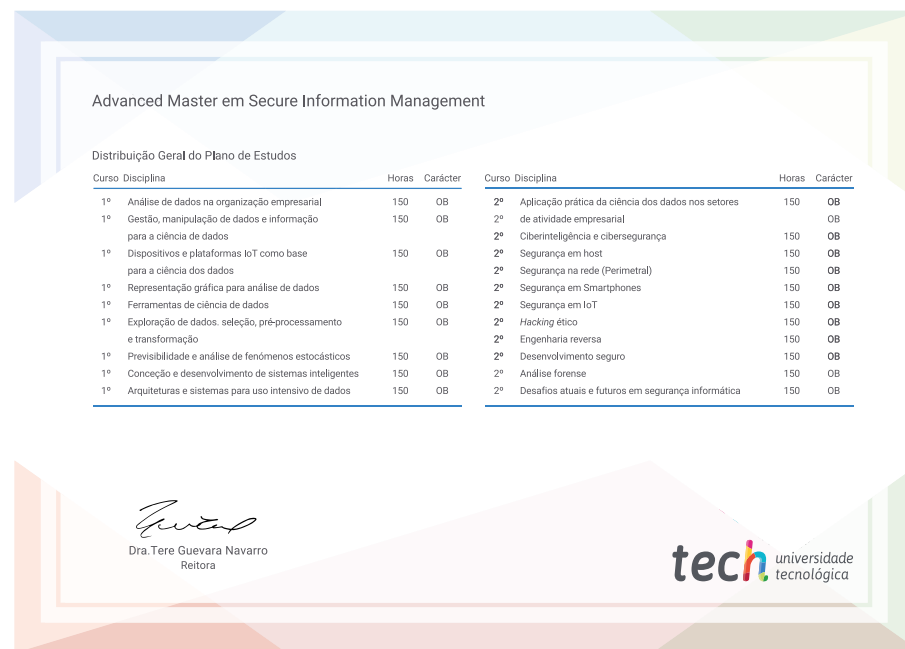 Advanced Master em Secure Information Management
Distribuição Geral do Plano de Estudos
Curso Disciplina Horas Carácter
1º Análise de dados na organização empresarial 150 OB
1º Gestão, manipulação de dados e informação 150 OB
para a ciência de dados
1º Dispositivos e plataformas IoT como base 150 OB
para a ciência dos dados
1º Representação gráfica para análise de dados 150 OB
1º Ferramentas de ciência de dados 150 OB
1º Exploração de dados. seleção, pré-processamento 150 OB
e transformação
1º Previsibilidade e análise de fenómenos estocásticos 150 OB
1º Conceção e desenvolvimento de sistemas inteligentes 150 OB
1º Arquiteturas e sistemas para uso intensivo de dados 150 OB
Curso Disciplina Horas Carácter
2º Aplicação prática da ciência dos dados nos setores 150 OB
2º de atividade empresarial OB
2º Ciberinteligência e cibersegurança 150 OB
2º Segurança em host 150 OB
2º Segurança na rede (Perimetral) 150 OB
2º Segurança em Smartphones 150 OB
2º Segurança em IoT 150 OB
2º Hacking ético 150 OB
2º Engenharia reversa 150 OB
2º Desenvolvimento seguro 150 OB
2º Análise forense 150 OB
2º Desafios atuais e futuros em segurança informática 150 OB
Dra.Tere Guevara Navarro
Reitora
tech universidade
tecnológica